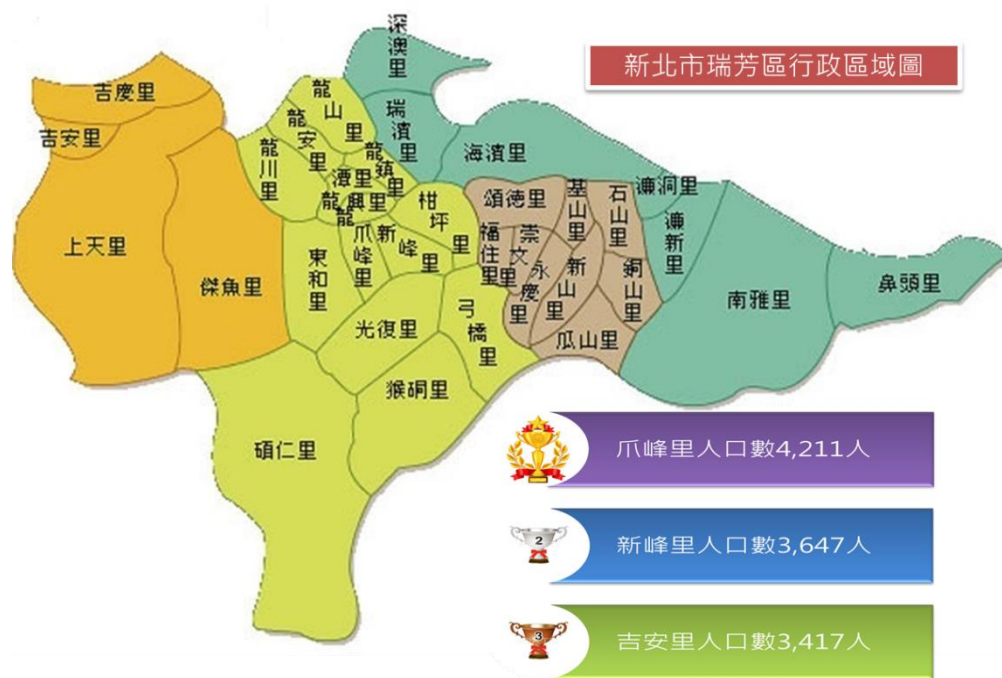 新北市瑞芳區行政區域圖
深澳里
瑞濱里
海濱里
濂洞里
濂新里
南雅里
鼻頭里
吉慶里
吉安里
上天里
傑魚里
龍山里
龍安里
龍川里
龍鎮里
龍潭里
龍興里
柑坪里
新峰里
爪峰里
東和里
光復里
弓橋里
猴硐里
碩仁里
頌德里
福住里
崇文里
永慶里
基山里
新山里
石山里
銅山里
瓜山里
爪峰里人口數4,211人
2
新峰里人口數3,647人
3
吉安里人口數3,417人